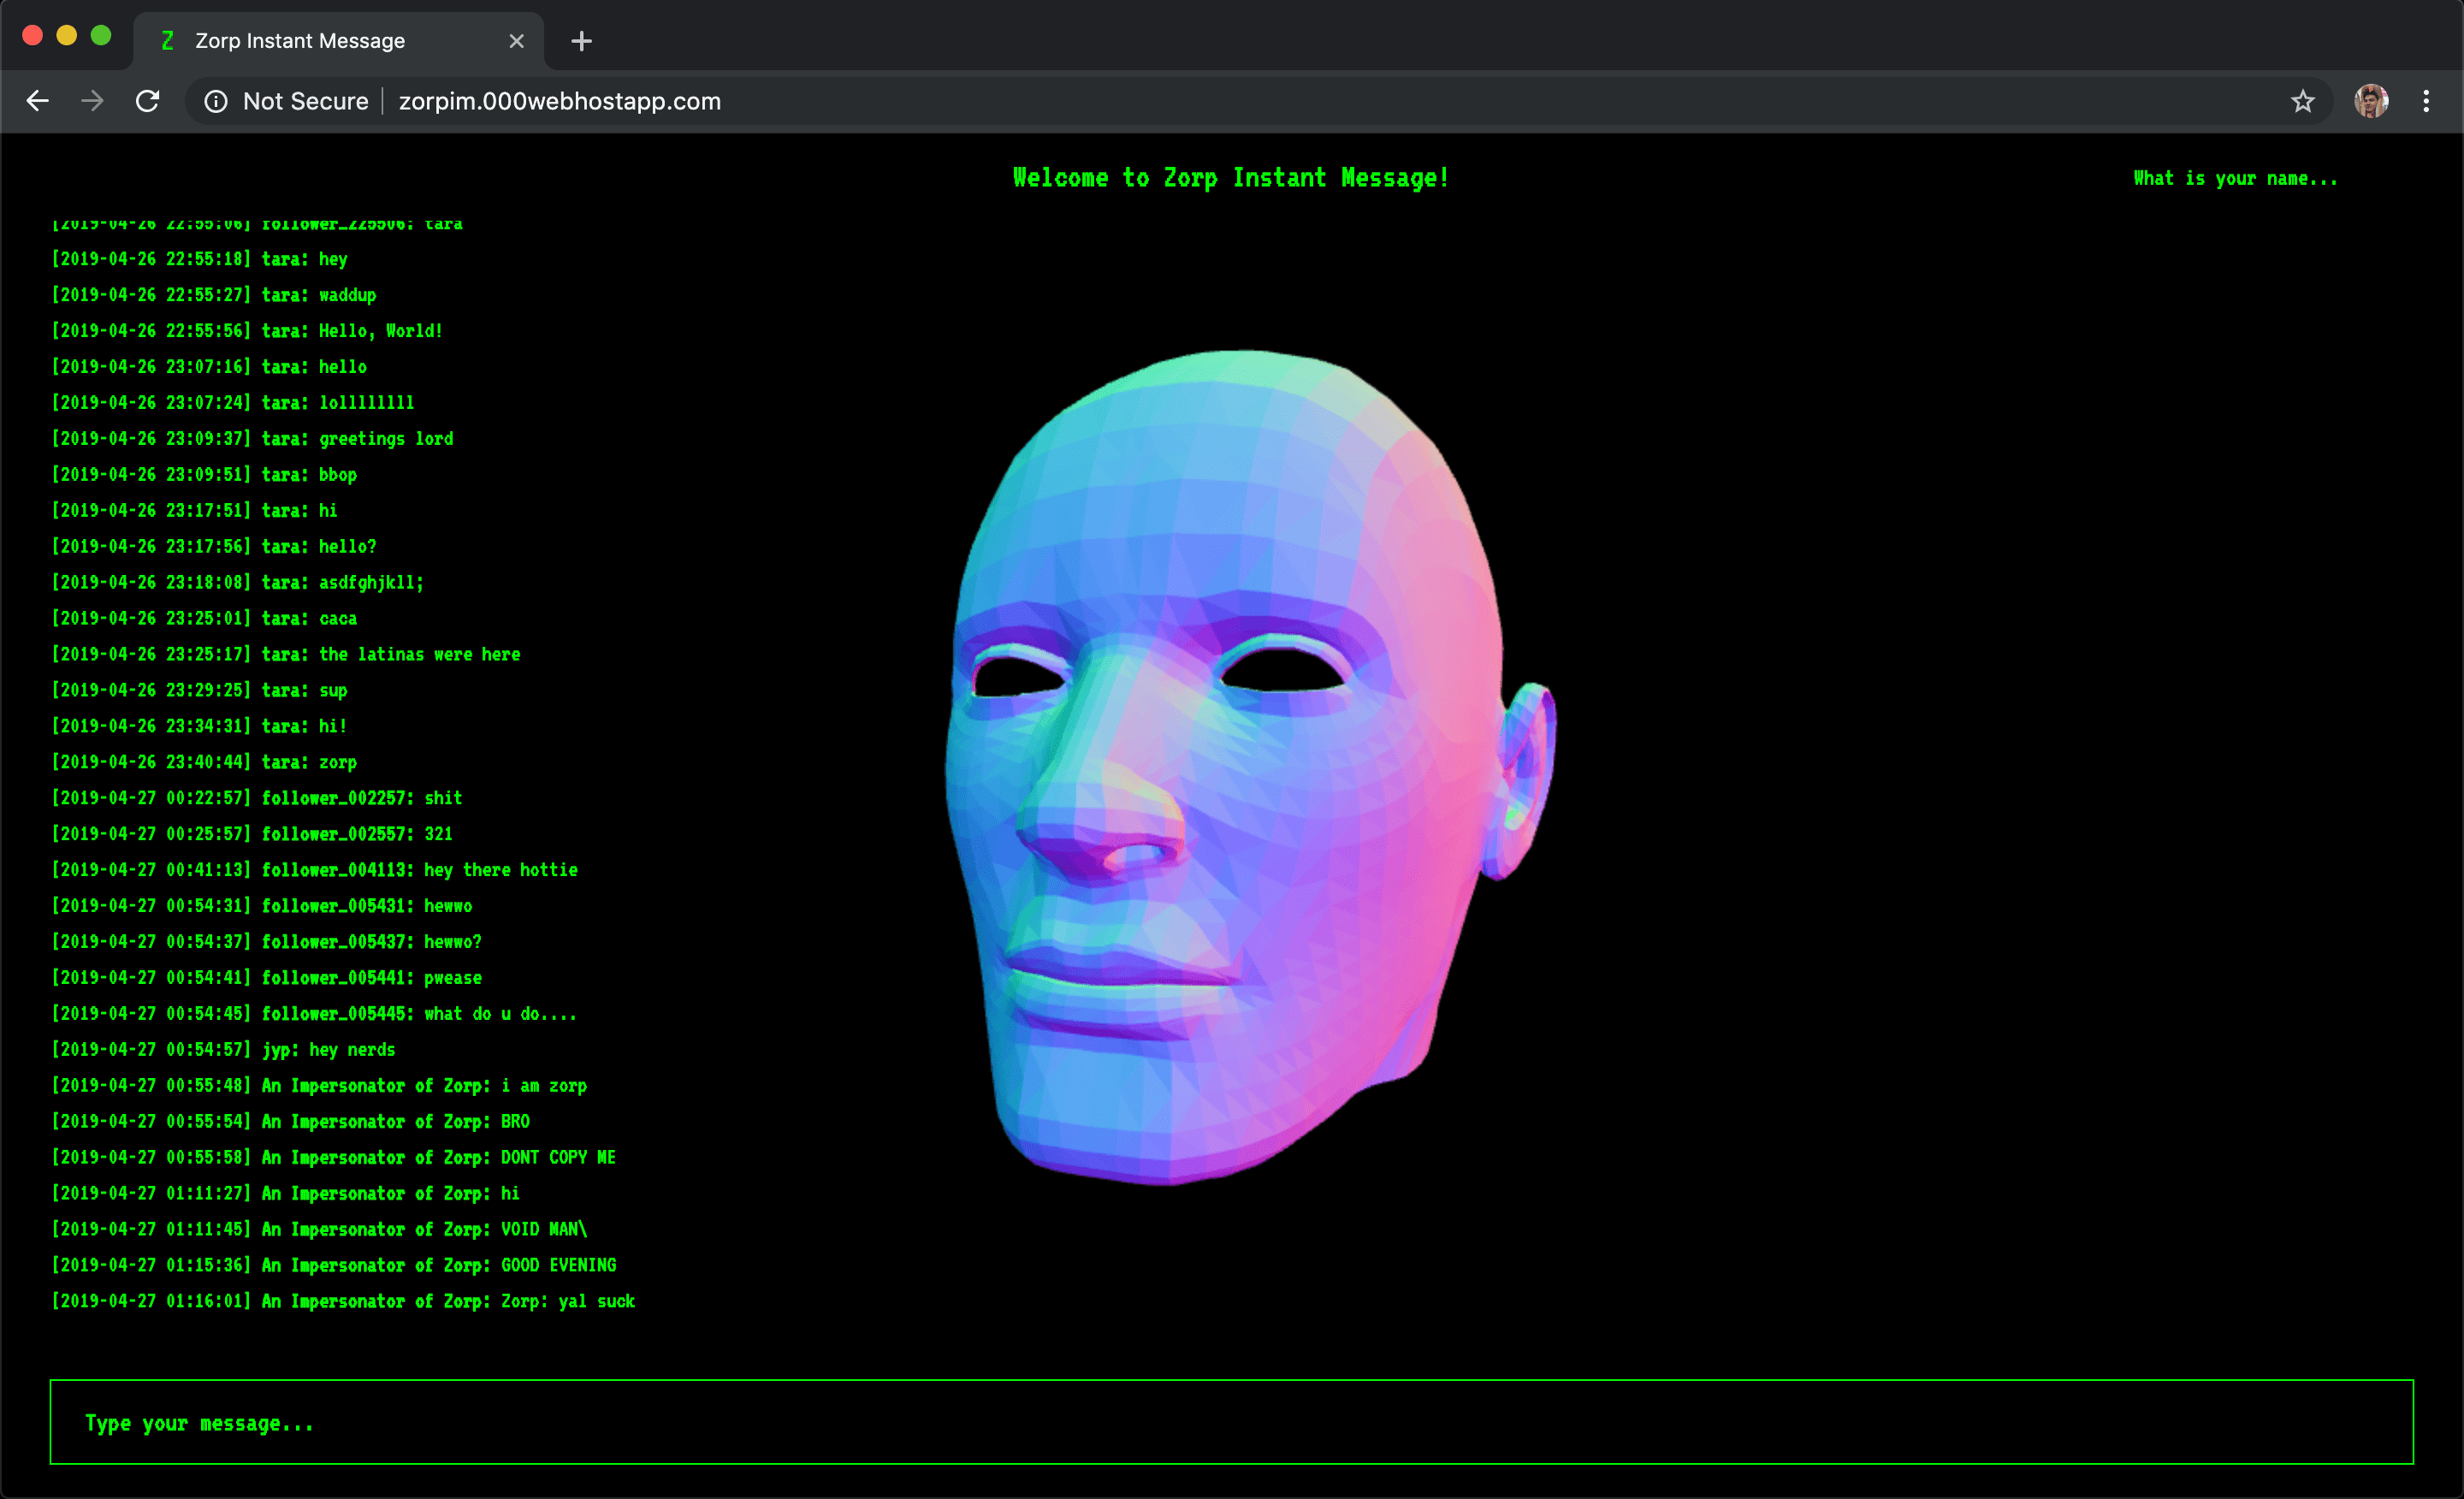 Z Zorp Instant Message
Not Secure zorpim.000webhostapp.com
Welcome to Zorp Instant Message!
What is your name...
[2019-04-26 22:55:06] follower_225506: tara
[2019-04-26 22:55:18] tara: hey
[2019-04-26 22:55:27] tara: waddup
[2019-04-26 22:55:56] tara: Hello, World!
[2019-04-26 23:07:16] tara: hello
[2019-04-26 23:07:24] tara: lollllllll
[2019-04-26 23:09:37] tara: greetings lord
[2019-04-26 23:09:51] tara: bbop
[2019-04-26 23:17:51] tara: hi
[2019-04-26 23:17:56] tara: hello?
[2019-04-26 23:18:08] tara: asdfghjkll;
[2019-04-26 23:25:01] tara: caca
[2019-04-26 23:25:17] tara: the latinas were here
[2019-04-26 23:29:25] tara: sup
[2019-04-26 23:34:31] tara: hi!
[2019-04-26 23:40:44] tara: zorp
[2019-04-27 00:22:57] follower_002257: shit
[2019-04-27 00:25:57] follower_002557: 321
[2019-04-27 00:41:13] follower_004113: hey there hottie
[2019-04-27 00:54:31] follower_005431: hewwo
[2019-04-27 00:54:37] follower_005437: hewwo?
[2019-04-27 00:54:41] follower_005441: pwease
[2019-04-27 00:54:45] follower_005445: what do u do....
[2019-04-27 00:54:57] jyp: hey nerds
[2019-04-27 00:55:48] An Impersonator of Zorp: i am zorp
[2019-04-27 00:55:54] An Impersonator of Zorp: BRO
[2019-04-27 00:55:58] An Impersonator of Zorp: DONT COPY ME
[2019-04-27 01:11:27] An Impersonator of Zorp: hi
[2019-04-27 01:11:45] An Impersonator of Zorp: VOID MAN\
[2019-04-27 01:15:36] An Impersonator of Zorp: GOOD EVENING
[2019-04-27 01:16:01] An Impersonator of Zorp: Zorp: yal suck
Type your message...